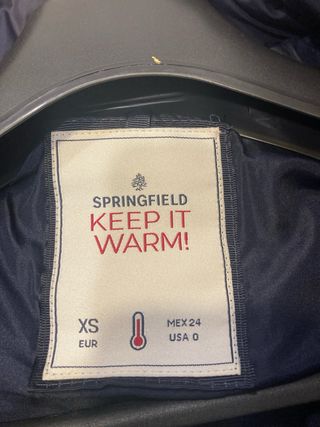 SPRINGFIELD
KEEP IT
WARM!
XS
EUR
MEX 24
USA 0